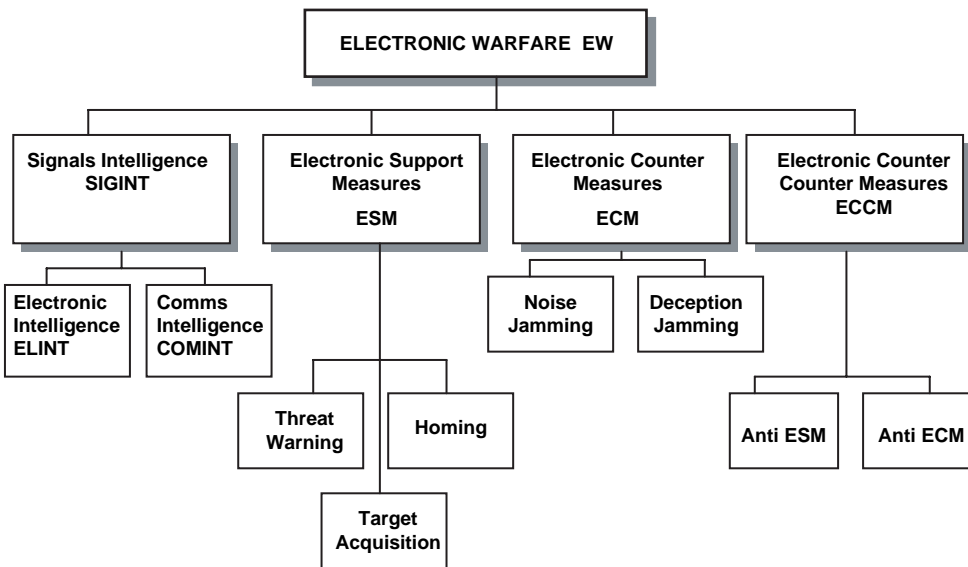 ELECTRONIC WARFARE EW
Signals Intelligence
SIGINT
Electronic Support
Measures
ESM
Electronic Counter
Measures
ECM
Electronic Counter
Counter Measures
ECCM
Electronic
Intelligence
ELINT
Comms
Intelligence
COMINT
Noise
Jamming
Deception
Jamming
Threat
Warning
Homing
Anti ESM
Anti ECM
Target
Acquisition